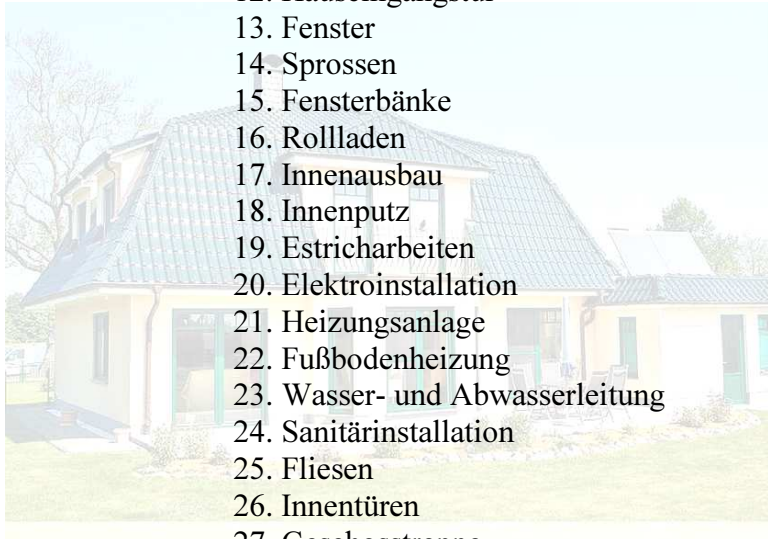 13. Fenster
14. Sprossen
15. Fensterbänke
16. Rollladen
17. Innenausbau
18. Innenputz
19. Estricharbeiten
20. Elektroinstallation
21. Heizungsanlage
22. Fußbodenheizung
23. Wasser- und Abwasserleitung
24. Sanitärinstallation
25. Fliesen
26. Innentüren